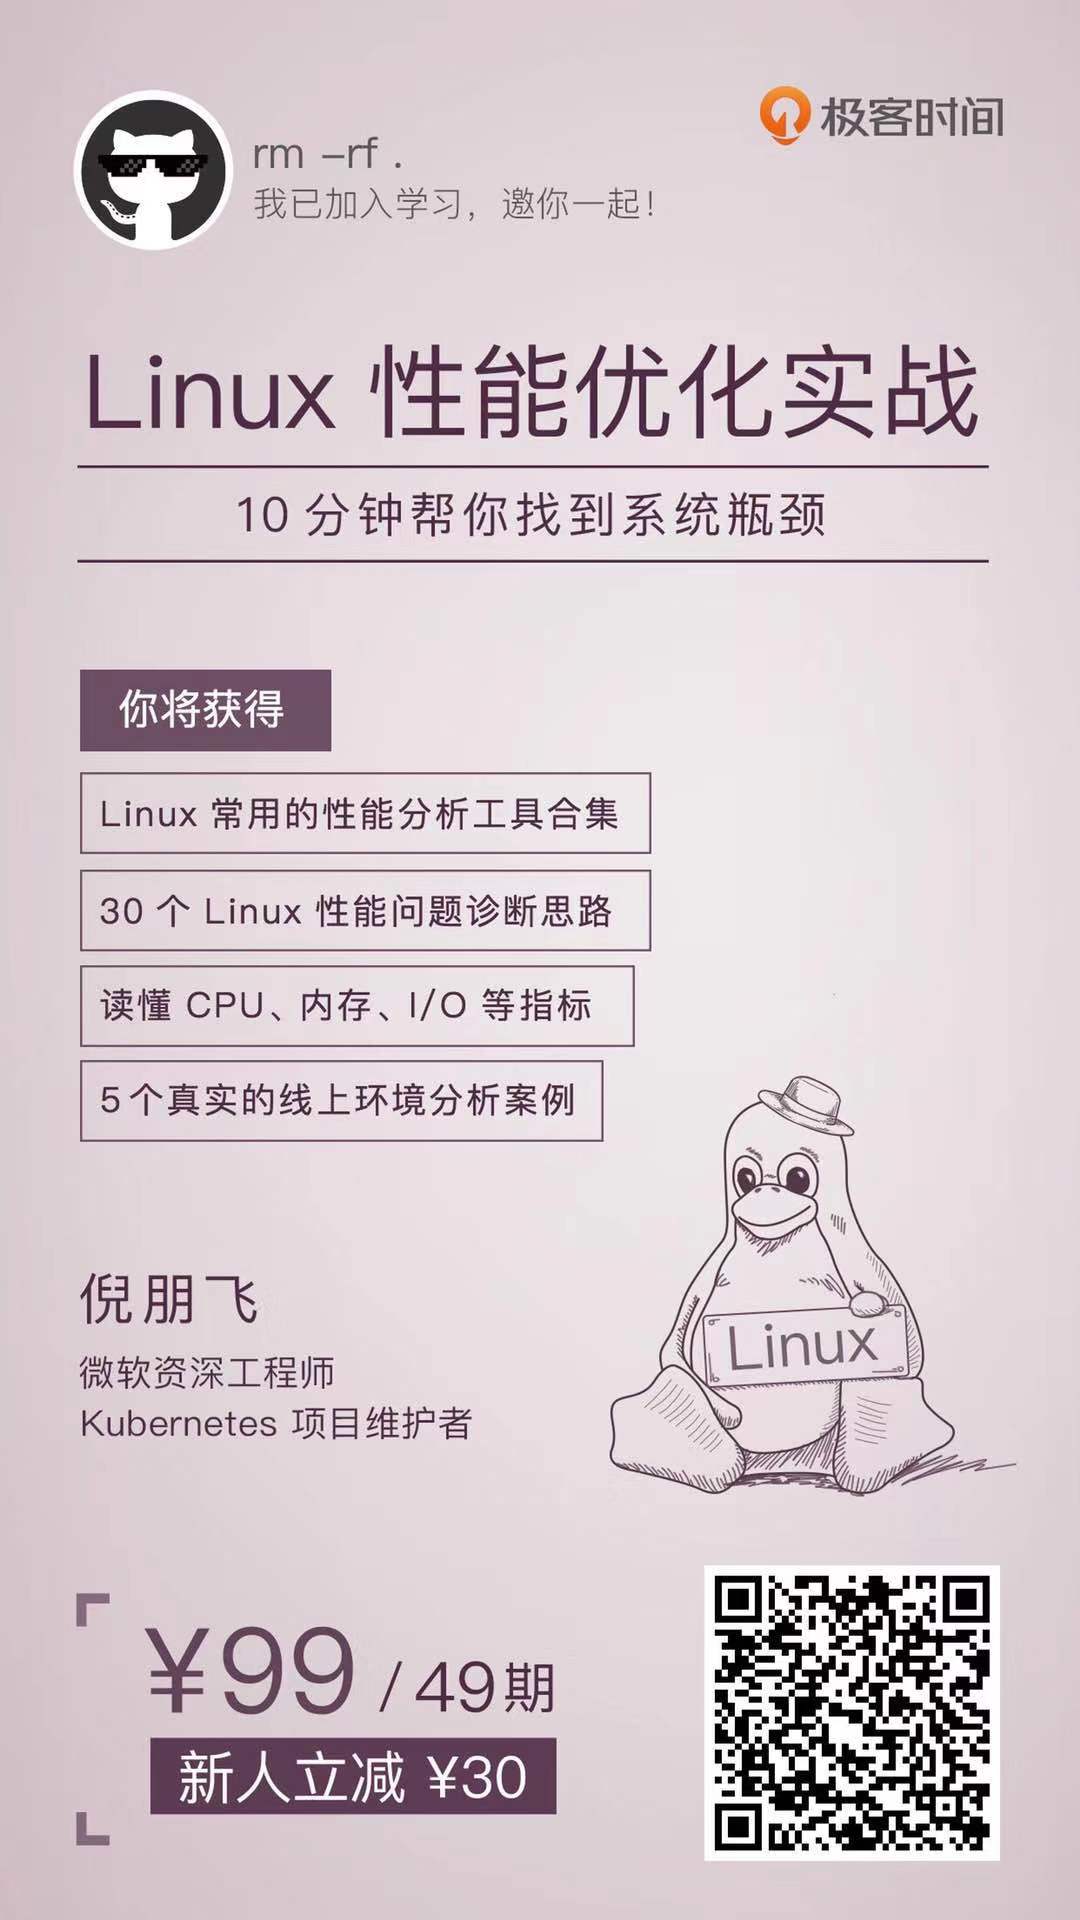 极客时间
rm -rf .
我已加入学习，邀你一起！
Linux 性能优化实战
10 分钟帮你找到系统瓶颈
你将获得
Linux 常用的性能分析工具合集
30 个 Linux 性能问题诊断思路
读懂 CPU、内存、I/O 等指标
5个真实的线上环境分析案例
倪朋飞
微软资深工程师
Kubernetes 项目维护者
Linux
¥99 / 49期
新人立减 ¥30